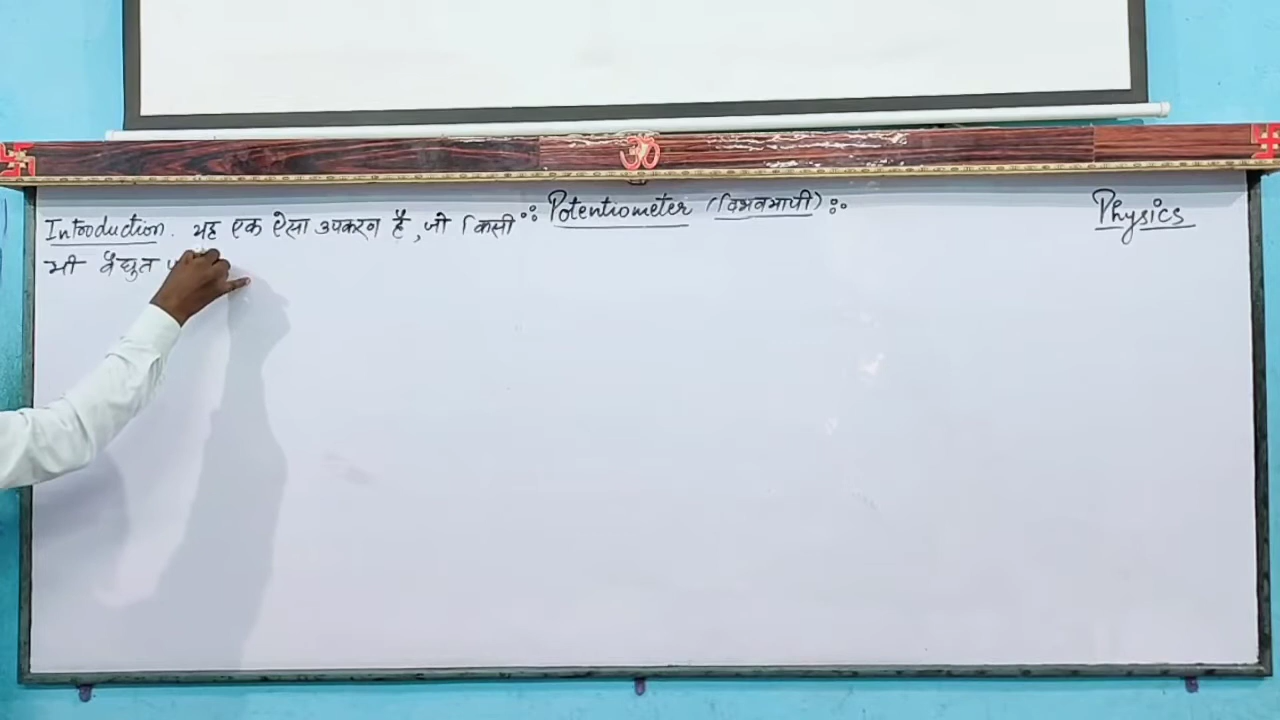 :: Potentiometer (विभवमापी) :.
Physics
Introduction. यह एक ऐसा उपकरण है, जो किसी
भी वैद्युत